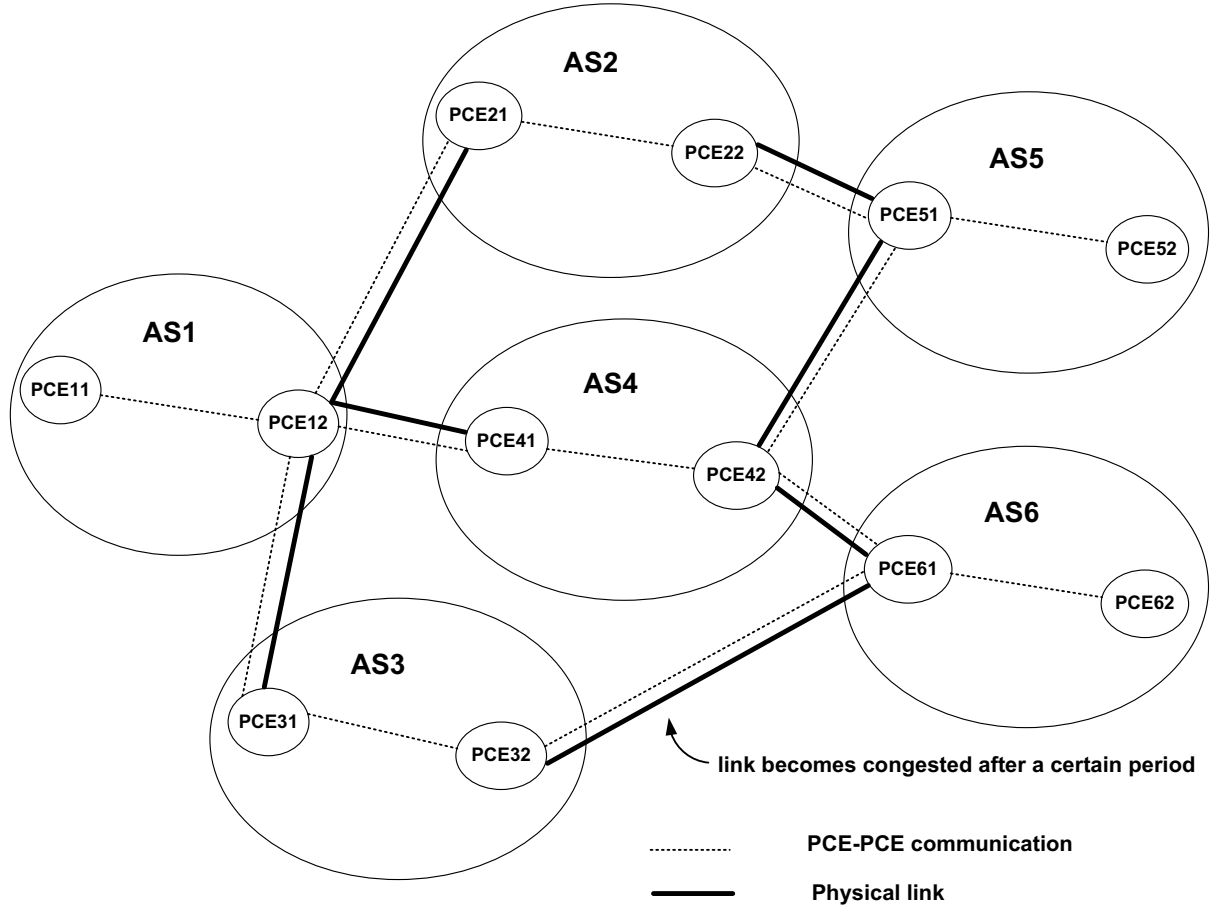 AS2
PCE21
PCE22
AS5
PCE51
PCE52
AS1
PCE11
PCE12
AS4
PCE41
PCE42
AS6
PCE61
PCE62
AS3
PCE31
PCE32
link becomes congested after a certain period
PCE-PCE communication
Physical link